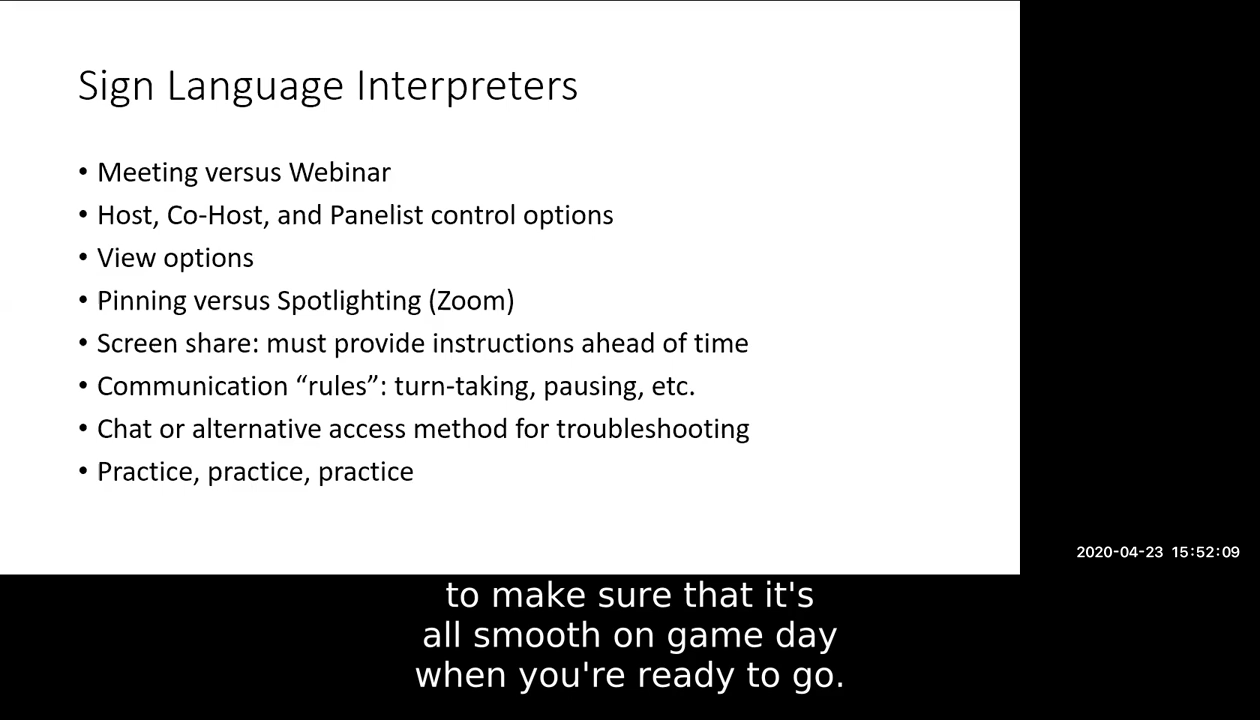 Sign Language Interpreters
• Meeting versus Webinar
• Host, Co-Host, and Panelist control options
• View options
• Pinning versus Spotlighting (Zoom)
• Screen share: must provide instructions ahead of time
• Communication “rules”: turn-taking, pausing, etc.
• Chat or alternative access method for troubleshooting
• Practice, practice, practice
2020-04-23 15:52:09
to make sure that it's
all smooth on game day
when you're ready to go.